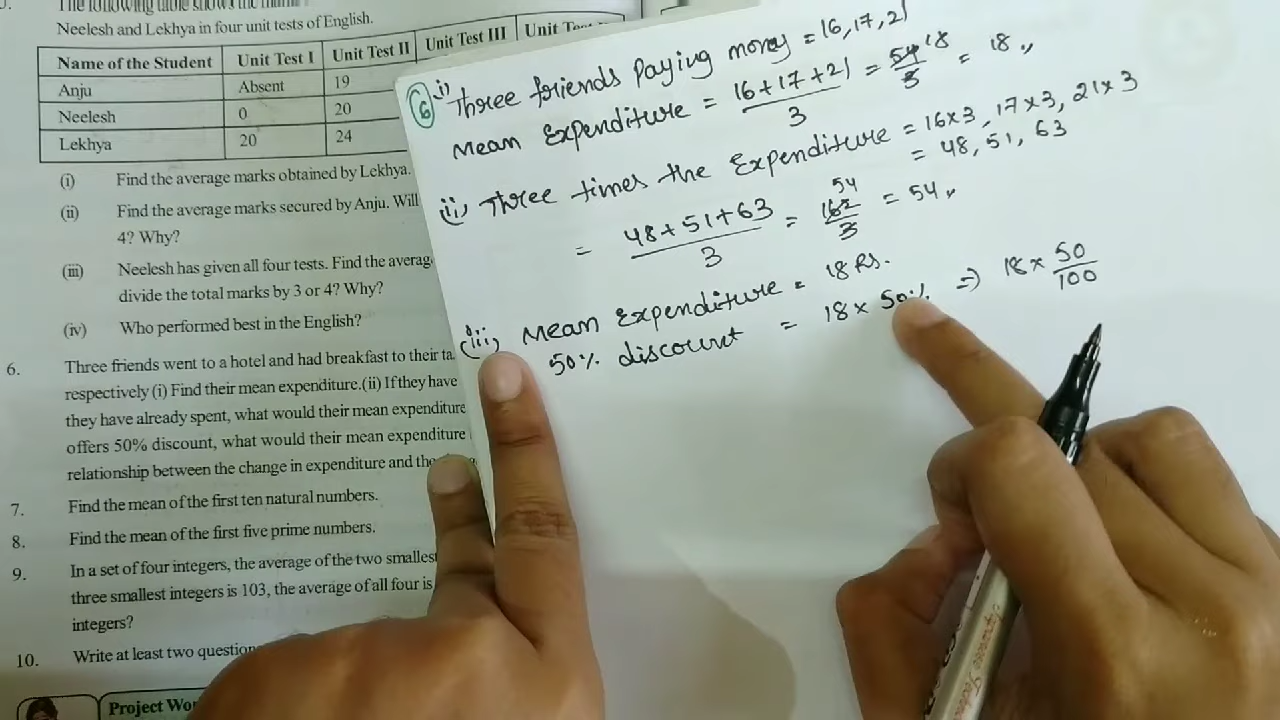 Neelesh and Lekhya in four unit tests of English.
Name of the Student Unit Test I Unit Test II Unit Test III Unit
Anju Absent 19
Neelesh 0 20
Lekhya 20 24
(i) Find the average marks obtained by Lekhya.
(ii) Find the average marks secured by Anju. Will
4? Why?
(iii) Neelesh has given all four tests. Find the
divide the total marks by 3 or 4? Why?
(iv) Who performed best in the English?
6. Three friends went to a hotel and had breakfast to their
respectively (i) Find their mean expenditure.(ii) If they have
they have already spent, what would their mean expenditure
offers 50% discount, what would their mean expenditure
relationship between the change in expenditure and the
7. Find the mean of the first ten natural numbers.
8. Find the mean of the first five prime numbers.
9. In a set of four integers, the average of the two smallest
three smallest integers is 103, the average of all four is
integers?
10. Write at least two
Project
6 i) Three friends paying money = 16, 17, 21
Mean Expenditure = 16+17+21/3 = 54/3 18 = 18
ii) Three times the Expenditure = 16×3, 17×3, 21×3
= 48, 51, 63
= 48+51+63/3 = 162/3 54 = 54
(iii) Mean Expenditure = 18 Rs.
50% discount = 18 × 50% ⇒ 18 × 50/100